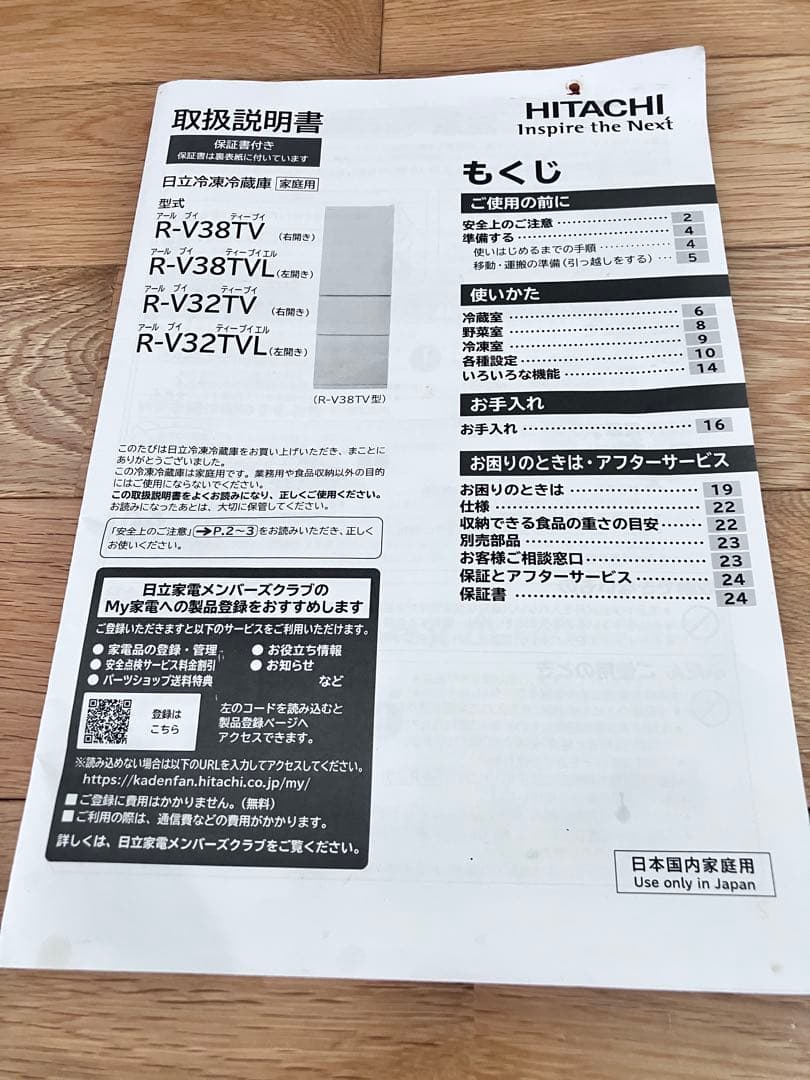 取扱説明書
保証書付き
保証書は裏表紙に付いています
日立冷凍冷蔵庫 家庭用
型式
アール ブイ ティーブイ
R-V38TV (右開き)
アール ブイ ティーブイエル
R-V38TVL(左開き)
アール ブイ ティーブイ
R-V32TV (右開き)
アール ブイ ティーブイエル
R-V32TVL(左開き)
(R-V38TV型)
このたびは日立冷凍冷蔵庫をお買い上げいただき、まことに
ありがとうございました。
この冷凍冷蔵庫は家庭用です。業務用や食品収納以外の目的
にはご使用にならないでください。
この取扱説明書をよくお読みになり、正しくご使用ください。
お読みになったあとは、大切に保管してください。
「安全上のご注意」(➔P.2~3)をお読みいただき、正しく
お使いください。
日立家電メンバーズクラブの
My家電への製品登録をおすすめします
ご登録いただきますと以下のサービスをご利用いただけます。
● 家電品の登録・管理 ● お役立ち情報
● 安全点検サービス料金割引 ● お知らせ
● パーツショップ送料特典 など
登録は
こちら
左のコードを読み込むと
製品登録ページへ
アクセスできます。
※読み込めない場合は以下のURLを入力してアクセスしてください。
https://kadenfan.hitachi.co.jp/my/
■ ご登録に費用はかかりません。(無料)
■ ご利用の際は、通信費などの費用がかかります。
詳しくは、日立家電メンバーズクラブをご覧ください。
HITACHI
Inspire the Next
もくじ
ご使用の前に
安全上のご注意 ……………………… 2
準備する ……………………… 4
使いはじめるまでの手順 ……………… 4
移動・運搬の準備(引っ越しをする)… 5
使いかた
冷蔵室 ……………………… 6
野菜室 ……………………… 8
冷凍室 ……………………… 9
各種設定 ……………………… 10
いろいろな機能 ……………………… 14
お手入れ
お手入れ ……………………… 16
お困りのときは・アフターサービス
お困りのときは ……………………… 19
仕様 ……………………… 22
収納できる食品の重さの目安 ……… 22
別売部品 ……………………… 23
お客様ご相談窓口 ……………………… 23
保証とアフターサービス ………… 24
保証書 ……………………… 24
日本国内家庭用
Use only in Japan